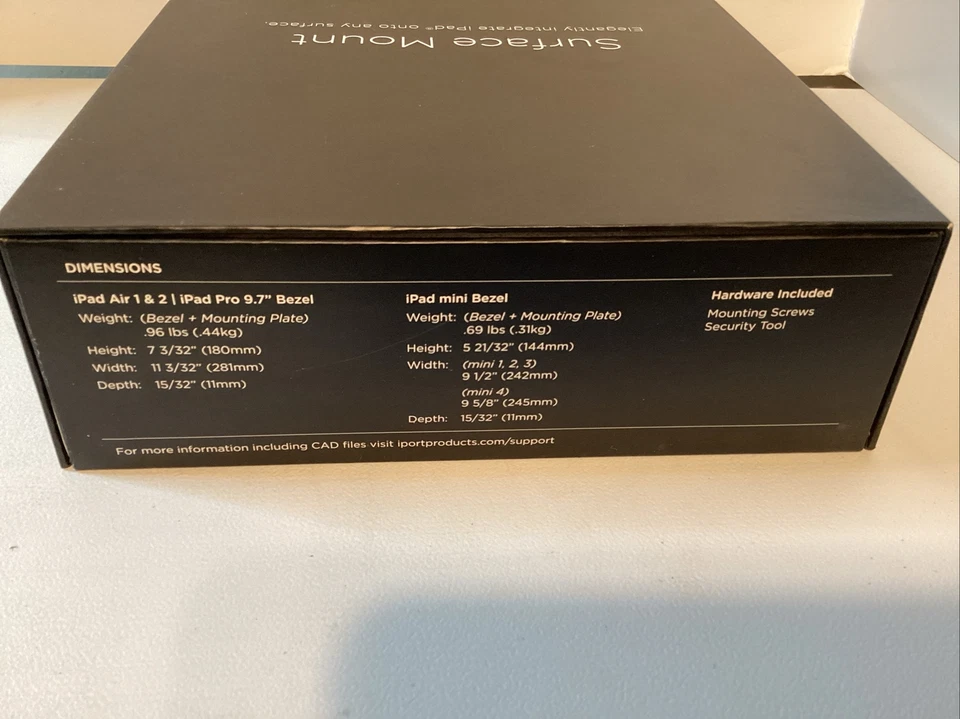 Surface Mount
Elegantly integrate iPad® onto any surface.
DIMENSIONS
iPad Air 1 & 2 | iPad Pro 9.7” Bezel
Weight: (Bezel + Mounting Plate)
.96 lbs (.44kg)
Height: 7 3/32” (180mm)
Width: 11 3/32” (281mm)
Depth: 15/32” (11mm)
iPad mini Bezel
Weight: (Bezel + Mounting Plate)
.69 lbs (.31kg)
Height: 5 21/32” (144mm)
Width: (mini 1, 2, 3)
9 1/2” (242mm)
(mini 4)
9 5/8” (245mm)
Depth: 15/32” (11mm)
Hardware Included
Mounting Screws
Security Tool
For more information including CAD files visit iportproducts.com/support